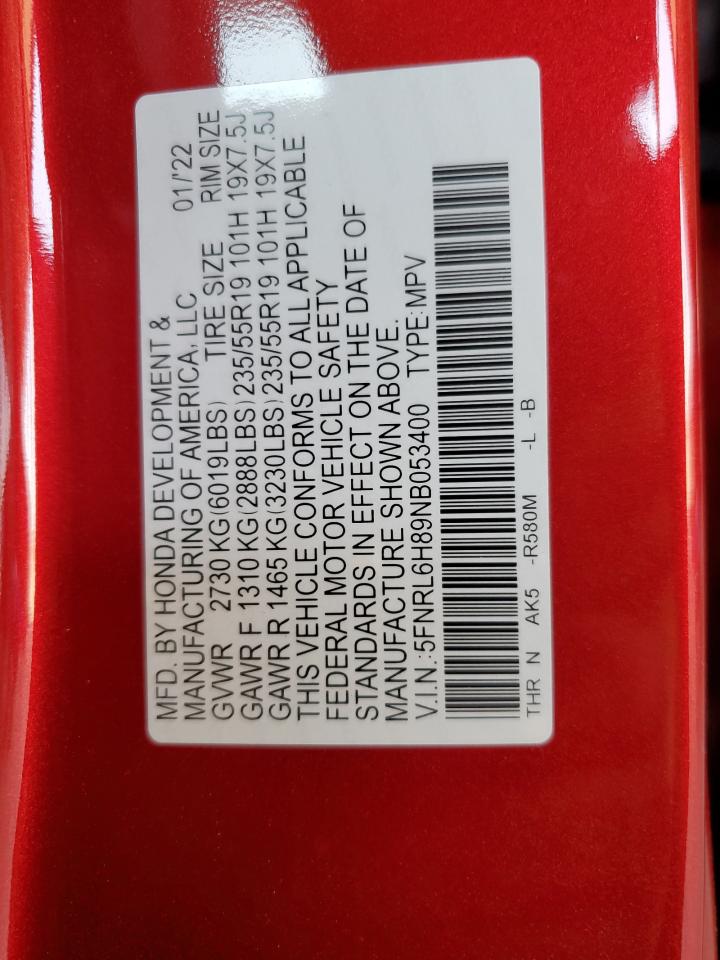 MFD. BY HONDA DEVELOPMENT &
MANUFACTURING OF AMERICA, LLC 01/'22
GVWR 2730 KG(6019LBS) TIRE SIZE RIM SIZE
GAWR F 1310 KG(2888LBS)235/55R19 101H 19X7.5J
GAWR R 1465 KG(3230LBS)235/55R19 101H 19X7.5J
THIS VEHICLE CONFORMS TO ALL APPLICABLE
FEDERAL MOTOR VEHICLE SAFETY
STANDARDS IN EFFECT ON THE DATE OF
MANUFACTURE SHOWN ABOVE.
V.I.N.:5FNRL6H89NB053400 TYPE:MPV
THR N AK5 -R580M -L -B